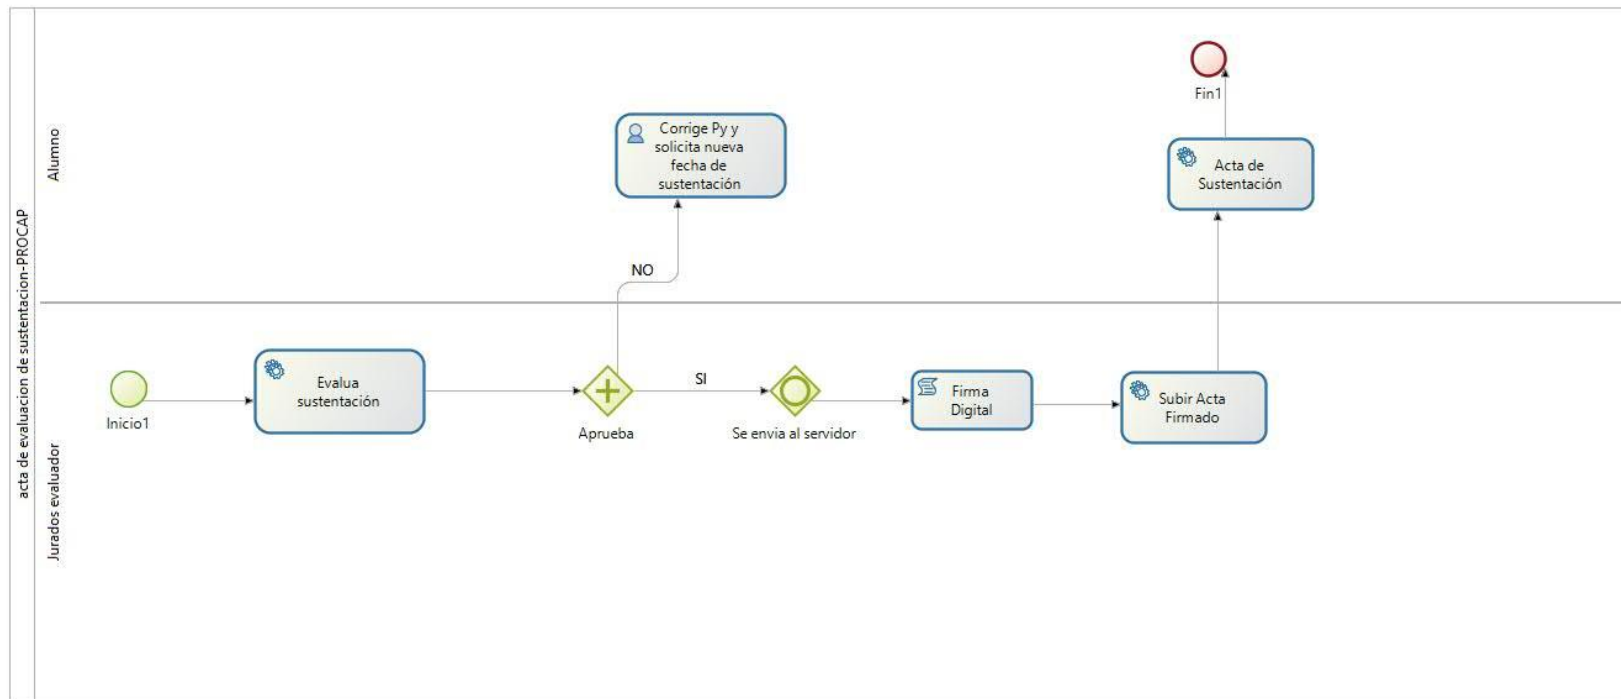 acta de evaluacion de sustentacion-PROCAP
Alumno
Corrige Py y
solicita nueva
fecha de
sustentación
NO
Fin1
Acta de
Sustentación
Jurados evaluador
Inicio1
Evalua
sustentación
Aprueba
SI
Se envia al servidor
Firma
Digital
Subir Acta
Firmado